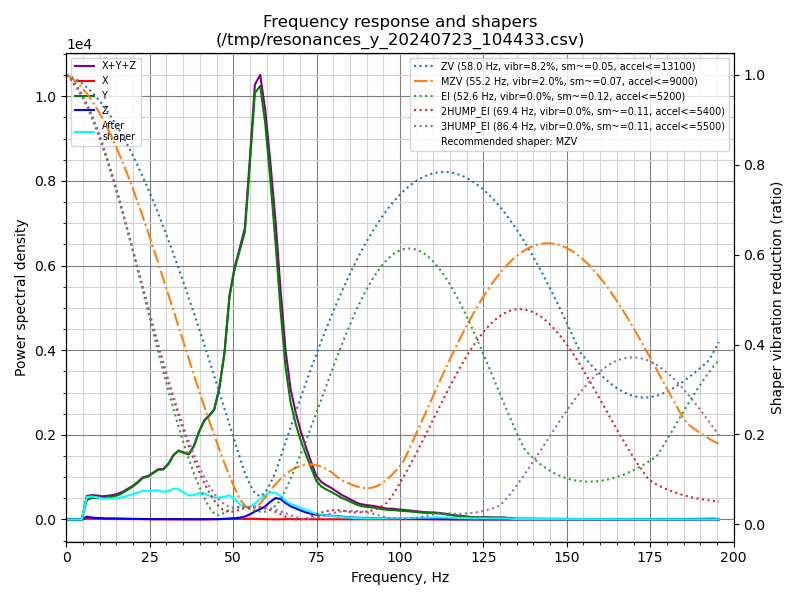 Frequency response and shapers
(/tmp/resonances_y_20240723_104433.csv)
1e4
X+Y+Z
X
Y
Z
After
shaper
ZV (58.0 Hz, vibr=8.2%, sm~=0.05, accel<=13100)
MZV (55.2 Hz, vibr=2.0%, sm~=0.07, accel<=9000)
EI (52.6 Hz, vibr=0.0%, sm~=0.12, accel<=5200)
2HUMP_EI (69.4 Hz, vibr=0.0%, sm~=0.11, accel<=5400)
3HUMP_EI (86.4 Hz, vibr=0.0%, sm~=0.11, accel<=5500)
Recommended shaper: MZV
Power spectral density
1.0
0.8
0.6
0.4
0.2
0.0
1.0
0.8
0.6
0.4
0.2
0.0
Shaper vibration reduction (ratio)
0 25 50 75 100 125 150 175 200
Frequency, Hz